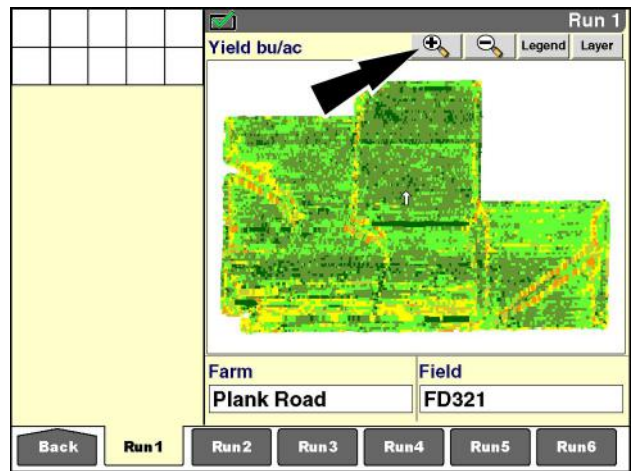 Run 1
Yield bu/ac
Legend Layer
Farm Field
Plank Road FD321
Back Run1 Run2 Run3 Run4 Run5 Run6